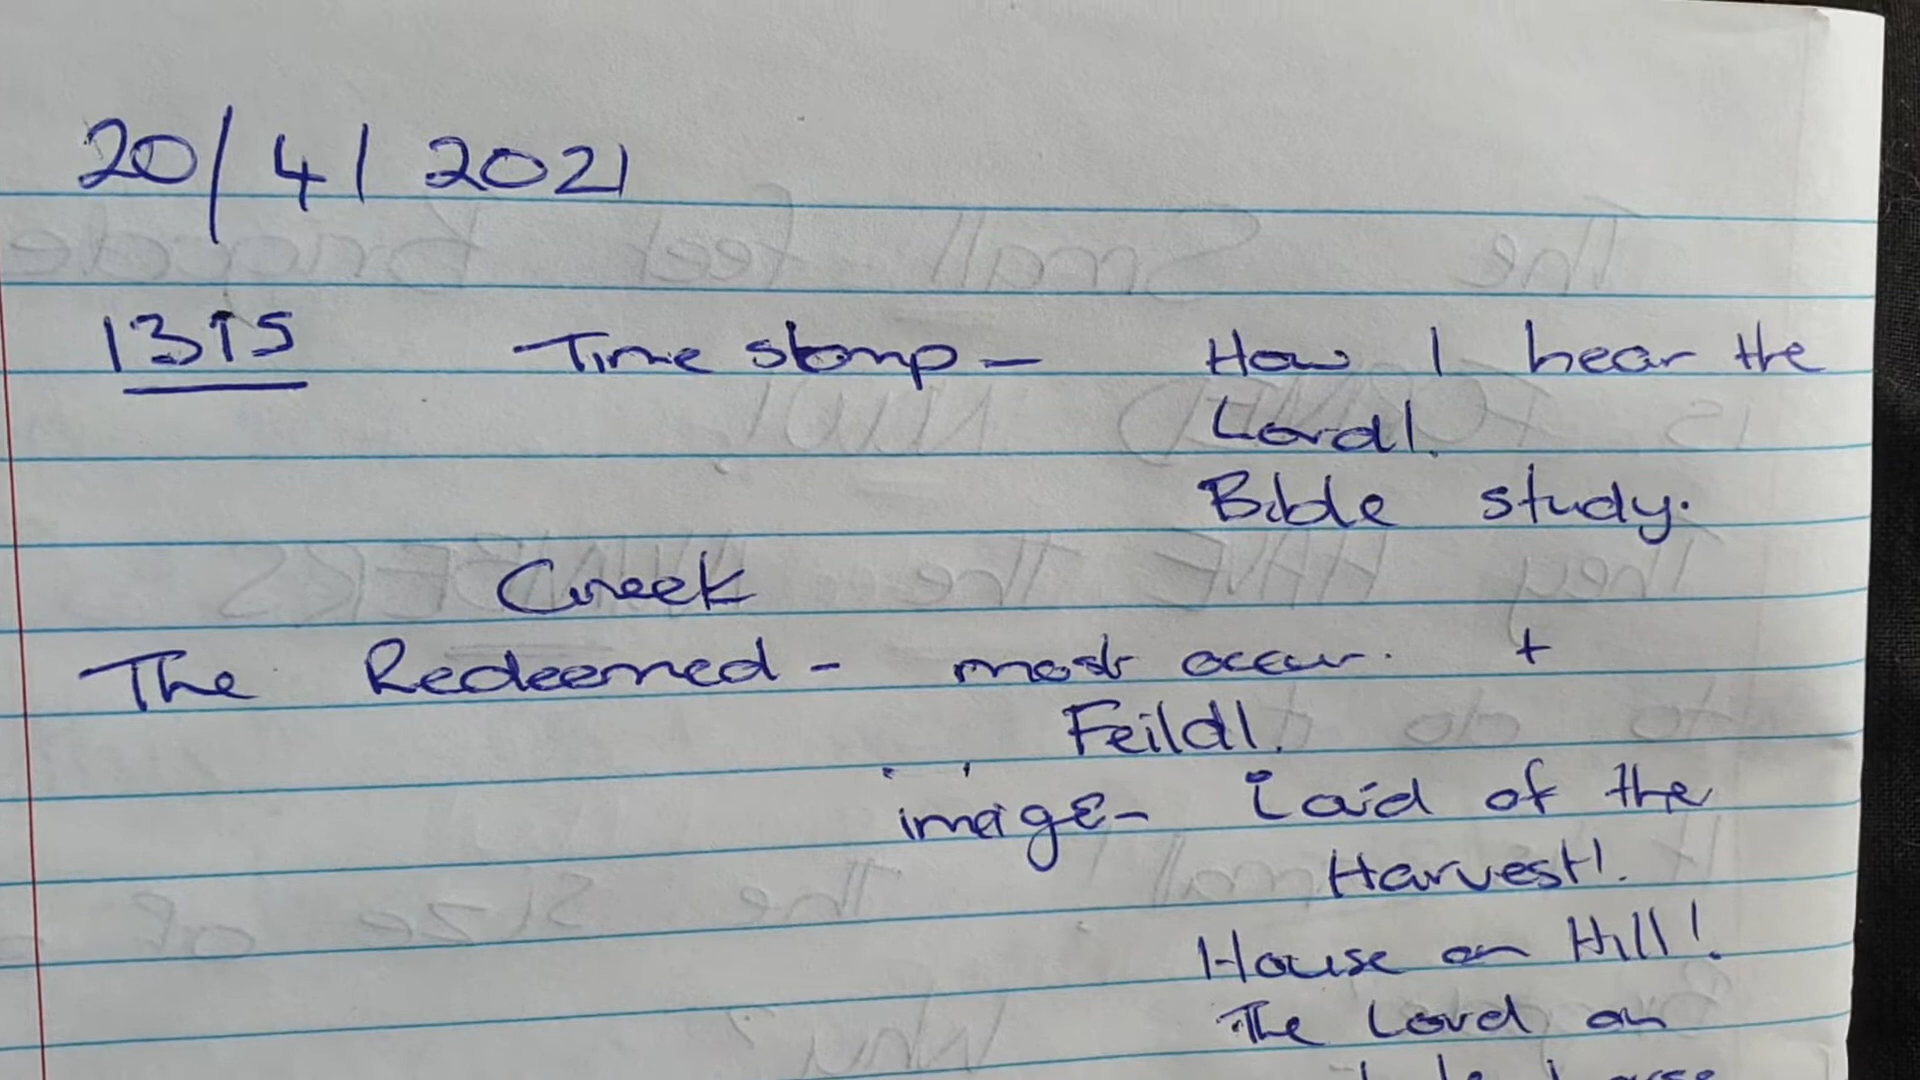 20/4/2021
1315 Time stamp - How I hear the
Lord!
Bible study.
Greek
The Redeemed - most occur. +
Feild!
image - Laid of the
Harvest!
House on Hill!
The Lord on